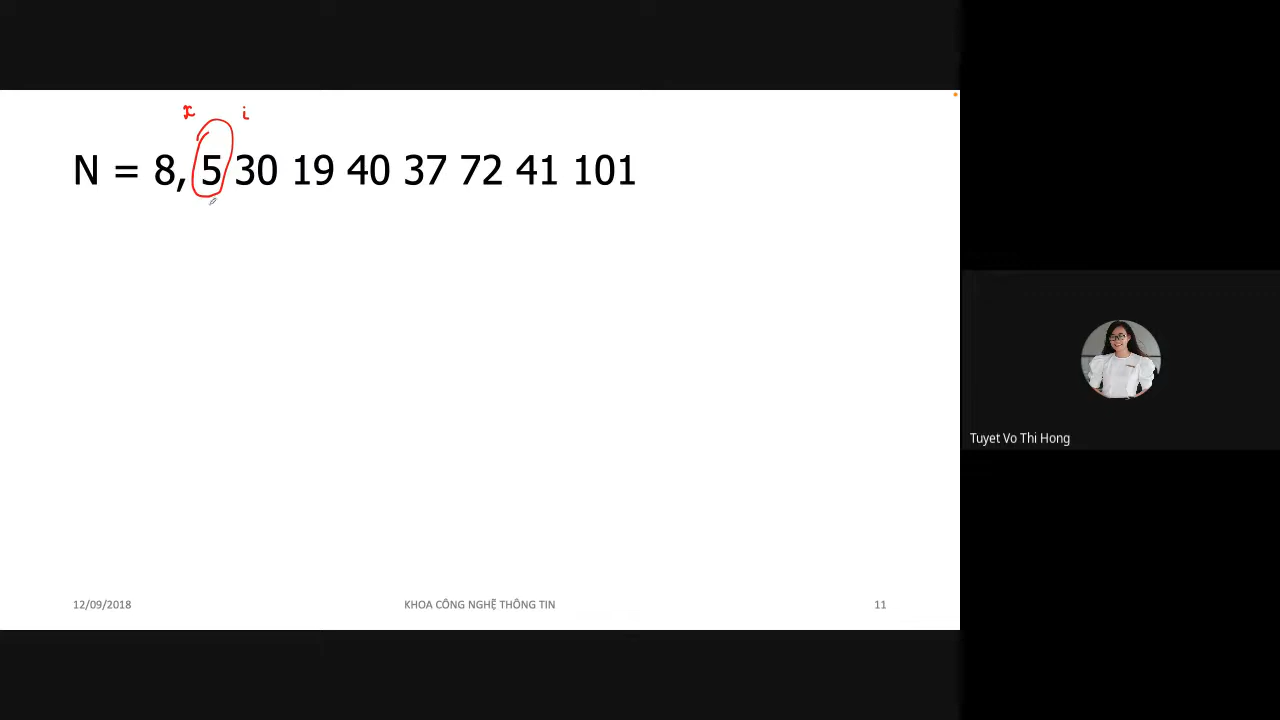 x i
N = 8, 5 30 19 40 37 72 41 101
Tuyet Vo Thi Hong
12/09/2018 KHOA CÔNG NGHỆ THÔNG TIN 11